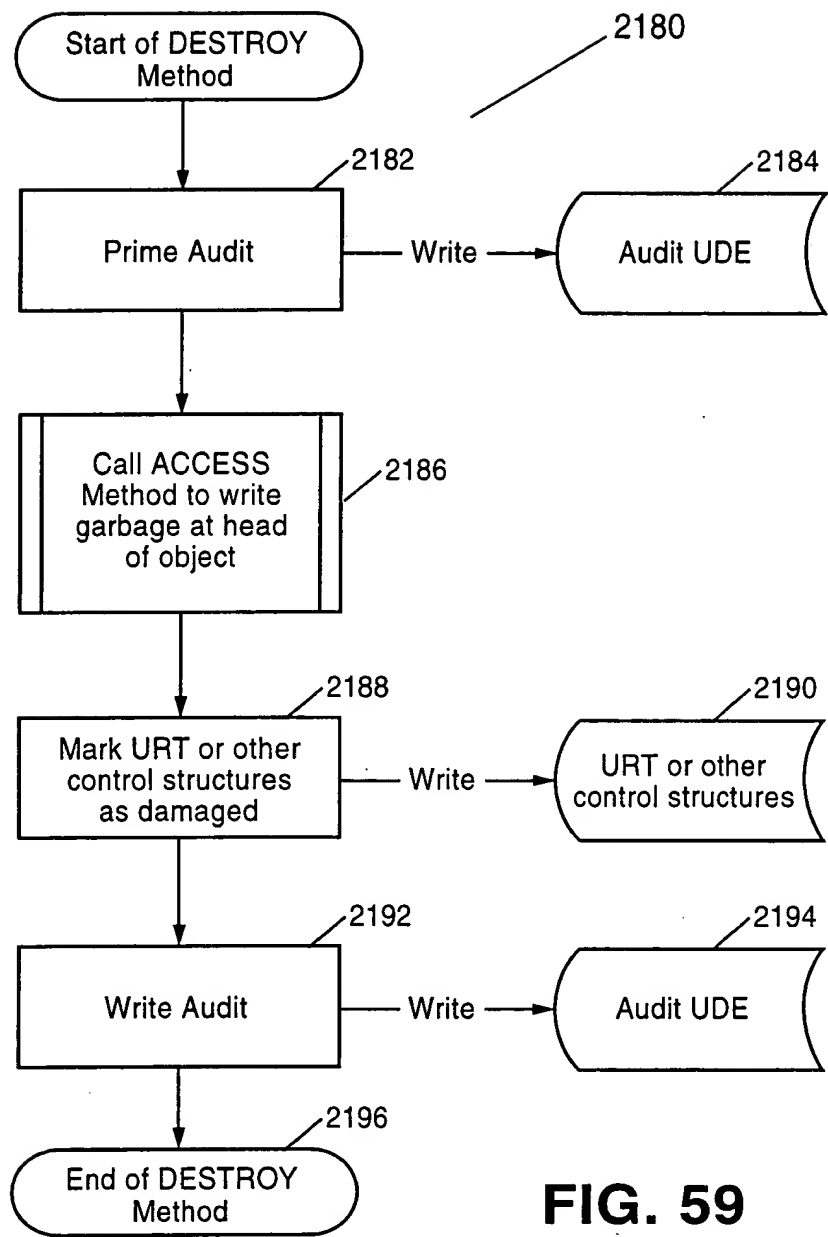 Start of DESTROY
Method
2180
2182
Prime Audit
Write
2184
Audit UDE
Call ACCESS
Method to write
garbage at head
of object
2186
2188
Mark URT or other
control structures
as damaged
Write
2190
URT or other
control structures
2192
Write Audit
Write
2194
Audit UDE
2196
End of DESTROY
Method
FIG. 59